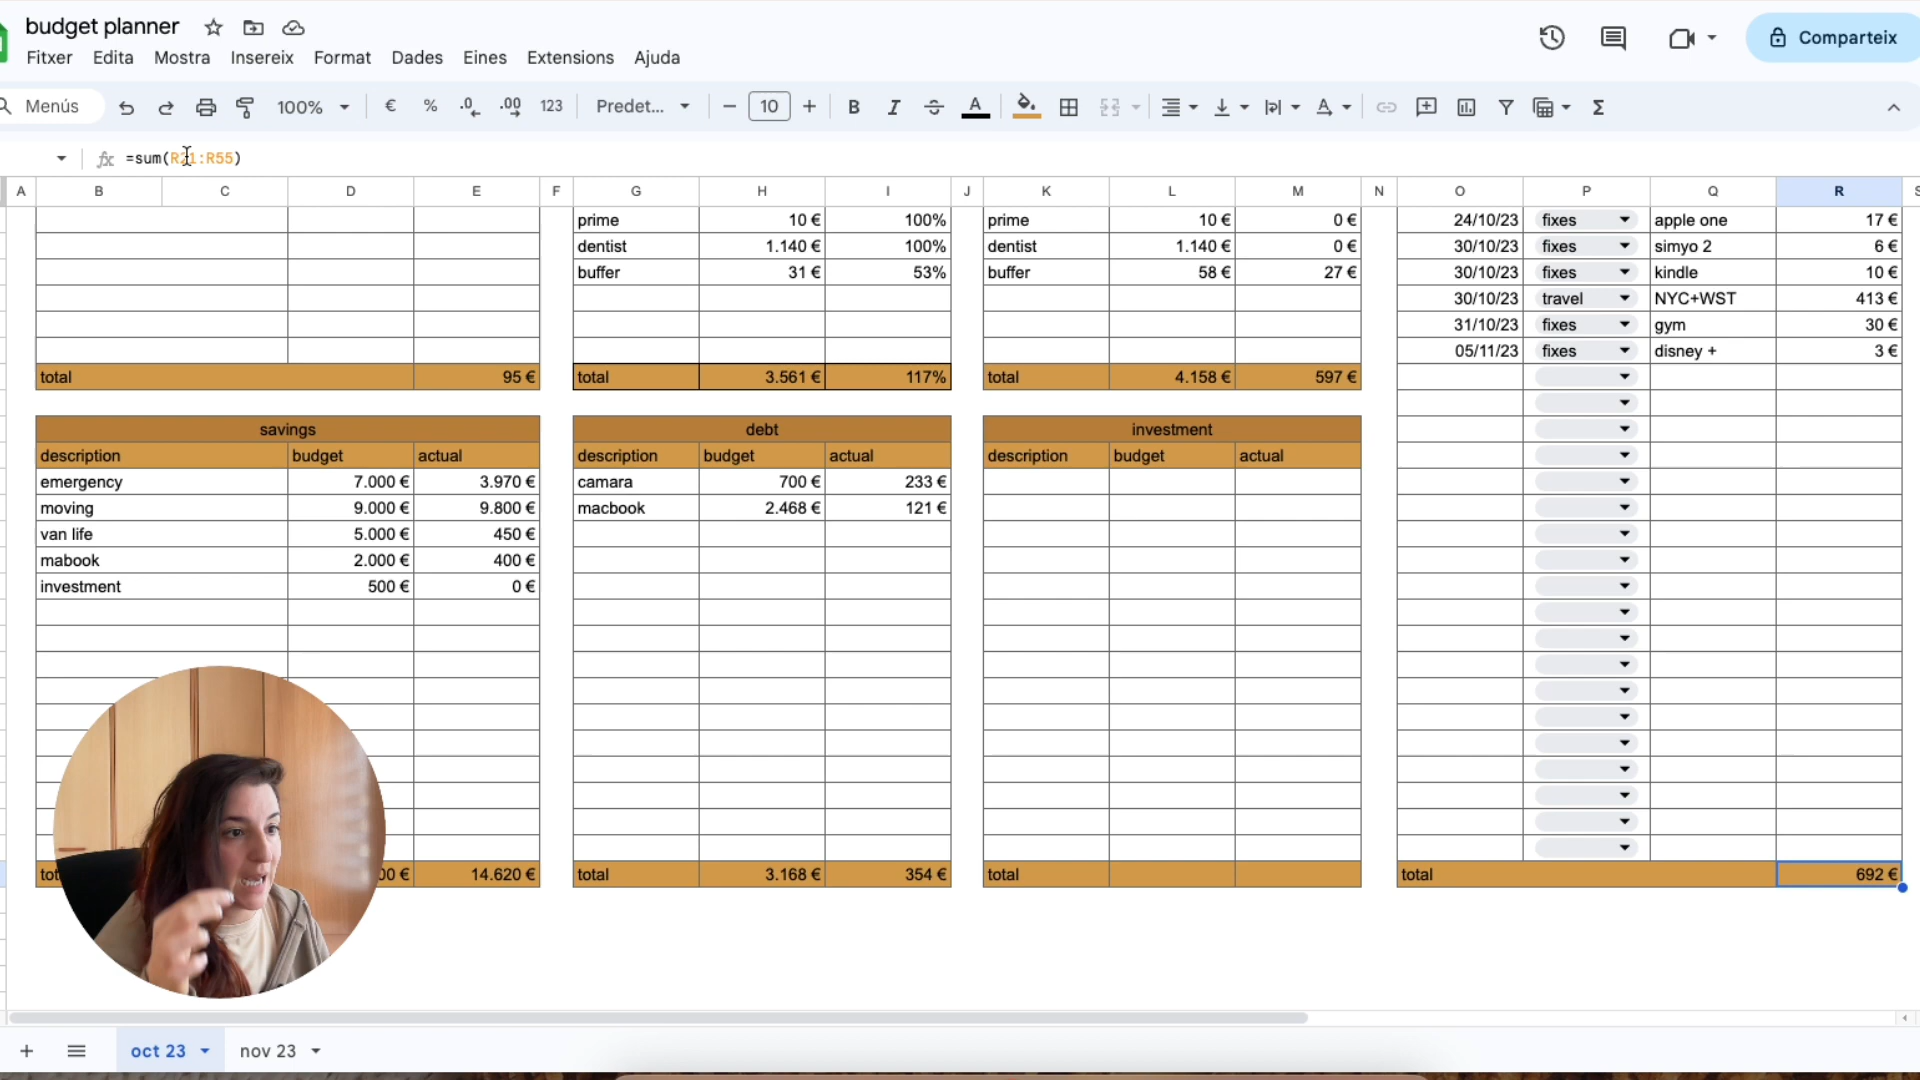 budget planner
Fitxer Edita Mostra Insereix Format Dades Eines Extensions Ajuda
Comparteix
Menús 100% € % .0 .00 123 Predet... 10 B I A A Σ
fx =sum(R21:R55)
A B C D E F G H I J K L M N O P Q R S
prime 10 € 100% prime 10 € 0 € 24/10/23 fixes apple one 17 €
dentist 1.140 € 100% dentist 1.140 € 0 € 30/10/23 fixes simyo 2 6 €
buffer 31 € 53% buffer 58 € 27 € 30/10/23 fixes kindle 10 €
30/10/23 travel NYC+WST 413 €
31/10/23 fixes gym 30 €
05/11/23 fixes disney + 3 €
total 95 € total 3.561 € 117% total 4.158 € 597 €
savings debt investment
description budget actual description budget actual description budget actual
emergency 7.000 € 3.970 € camara 700 € 233 €
moving 9.000 € 9.800 € macbook 2.468 € 121 €
van life 5.000 € 450 €
mabook 2.000 € 400 €
investment 500 € 0 €
tot 00 € 14.620 € total 3.168 € 354 € total total 692 €
oct 23 nov 23